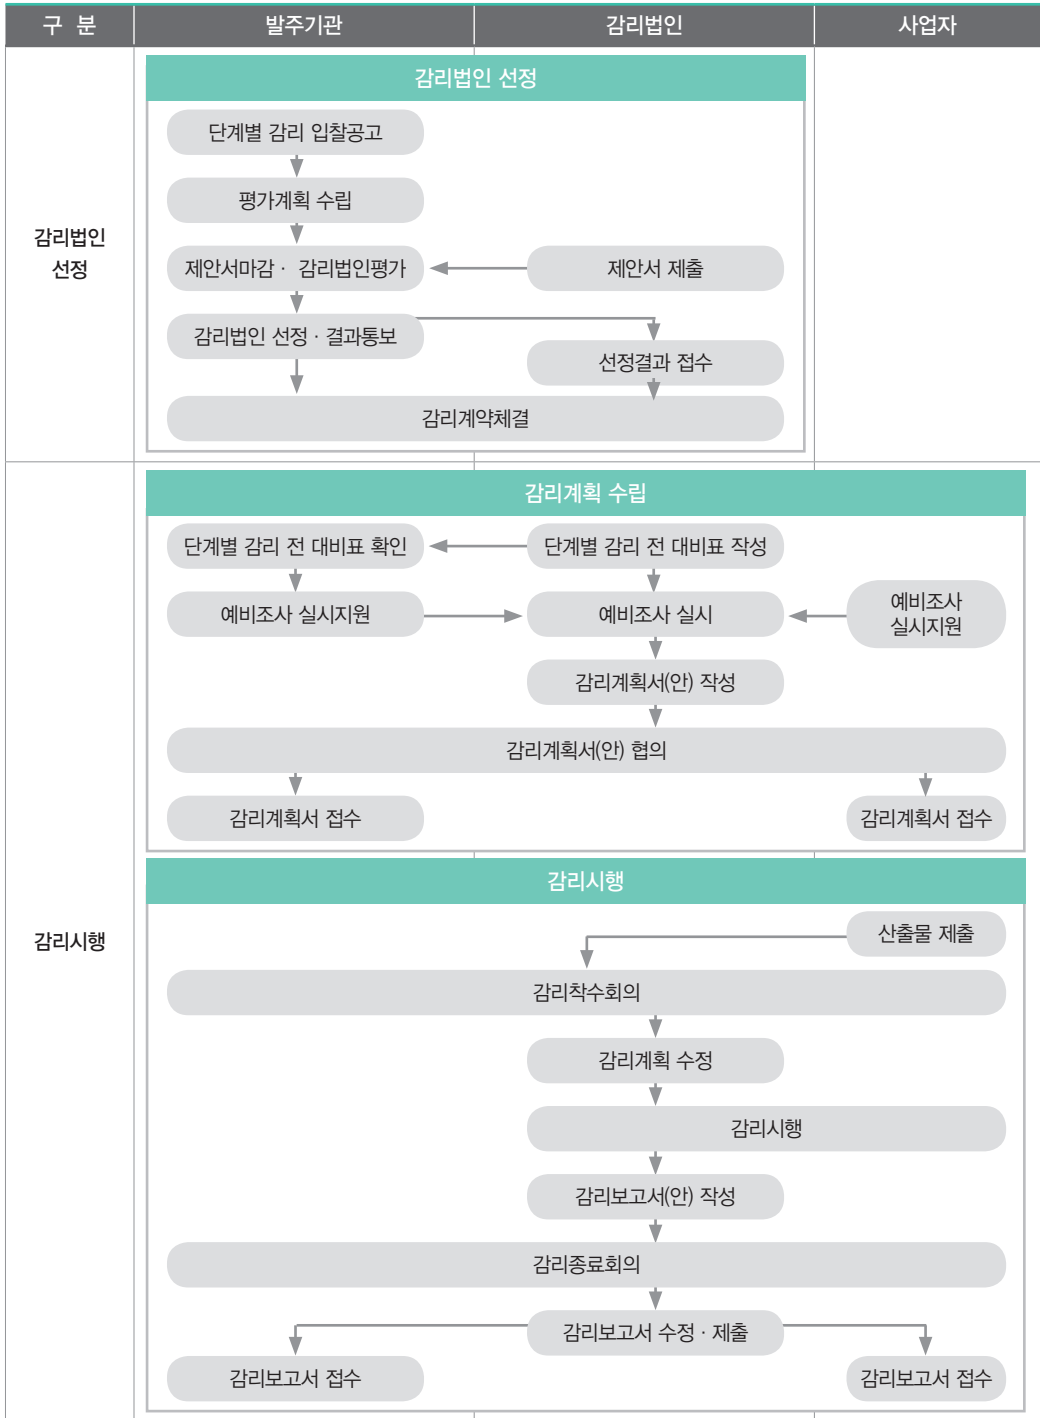 구 분
발주기관
감리법인
사업자
감리법인
선정
감리법인 선정
단계별 감리 입찰공고
평가계획 수립
제안서마감 · 감리법인평가
제안서 제출
감리법인 선정 · 결과통보
선정결과 접수
감리계약체결
감리시행
감리계획 수립
단계별 감리 전 대비표 확인
단계별 감리 전 대비표 작성
예비조사 실시지원
예비조사 실시
예비조사
실시지원
감리계획서(안) 작성
감리계획서(안) 협의
감리계획서 접수
감리계획서 접수
감리시행
산출물 제출
감리착수회의
감리계획 수정
감리시행
감리보고서(안) 작성
감리종료회의
감리보고서 수정 · 제출
감리보고서 접수
감리보고서 접수